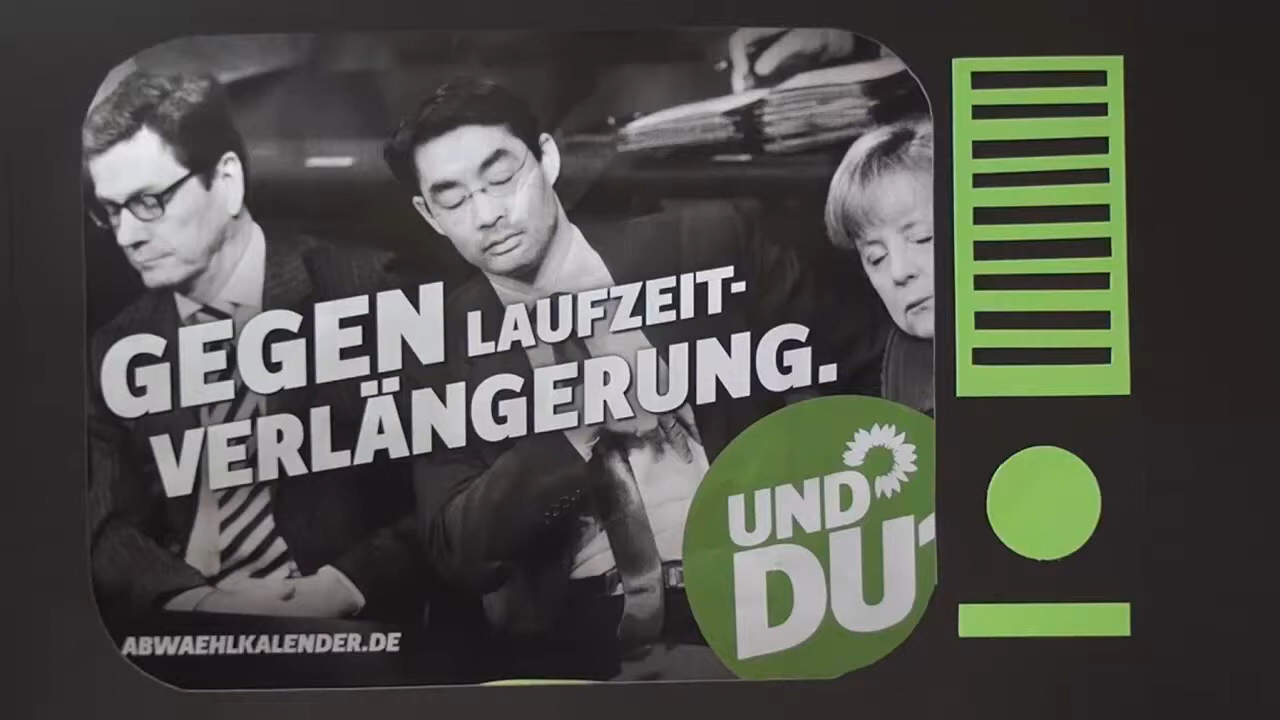 GEGEN LAUFZEIT-
VERLÄNGERUNG.
UND
DU
ABWAEHLKALENDER.DE